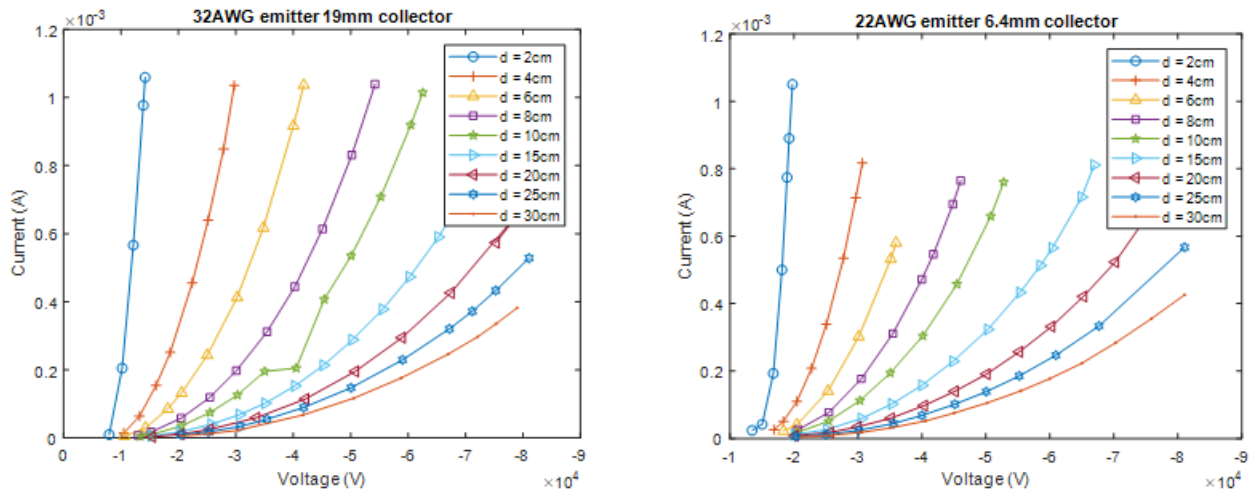 32AWG emitter 19mm collector
×10⁻³
1.2
1
0.8
0.6
0.4
0.2
0
Current (A)
d = 2cm
d = 4cm
d = 6cm
d = 8cm
d = 10cm
d = 15cm
d = 20cm
d = 25cm
d = 30cm
0 -1 -2 -3 -4 -5 -6 -7 -8 -9
Voltage (V)
×10⁴
22AWG emitter 6.4mm collector
×10⁻³
1.2
1
0.8
0.6
0.4
0.2
0
Current (A)
d = 2cm
d = 4cm
d = 6cm
d = 8cm
d = 10cm
d = 15cm
d = 20cm
d = 25cm
d = 30cm
-1 -2 -3 -4 -5 -6 -7 -8 -9
Voltage (V)
×10⁴